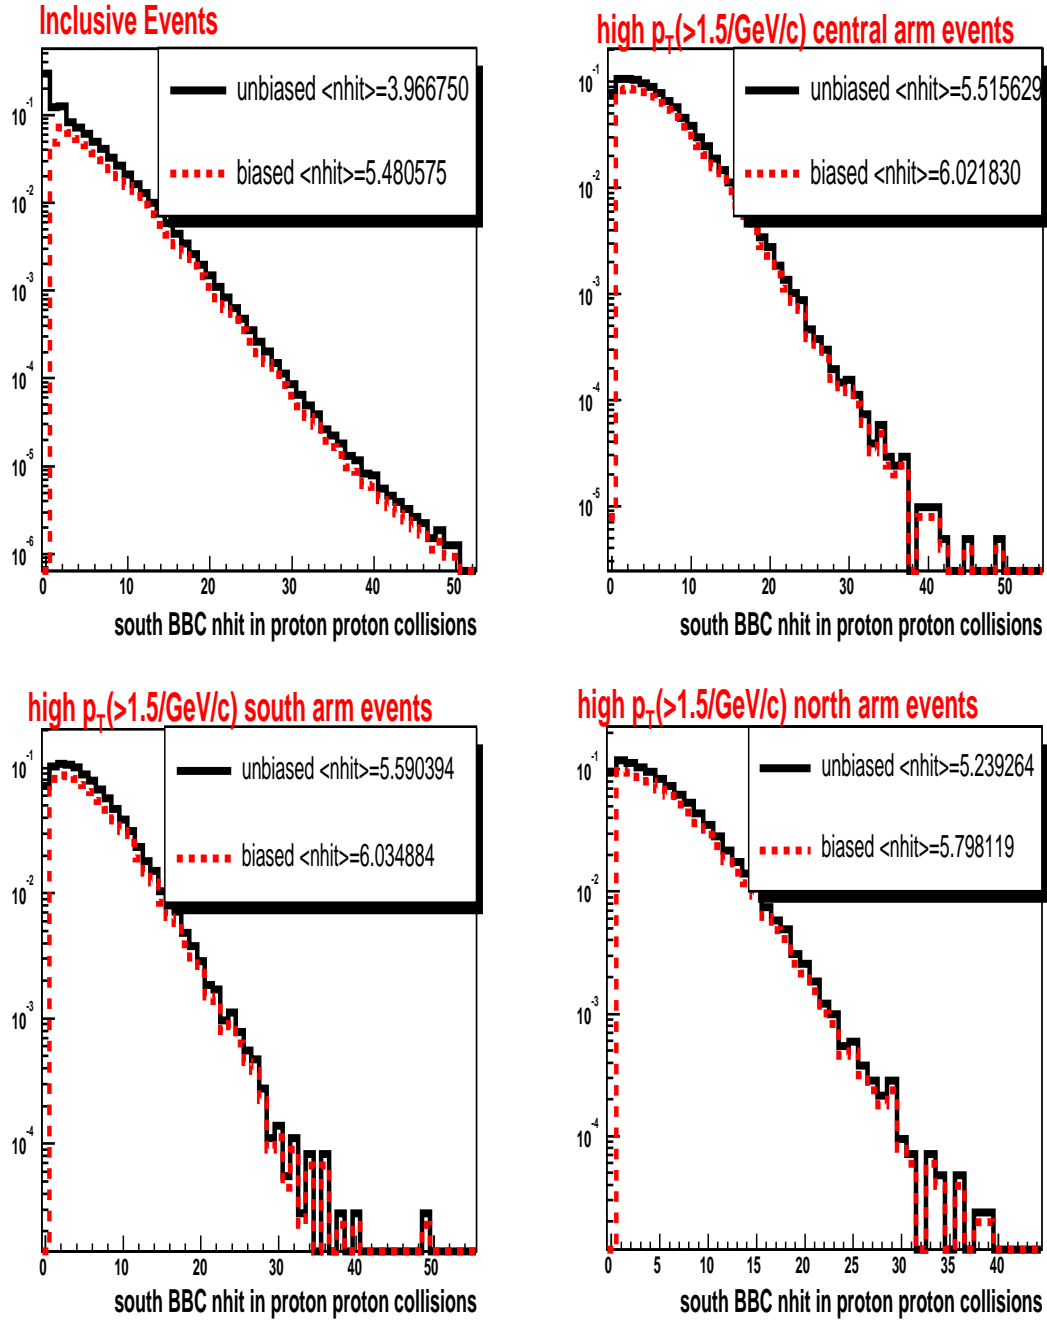 Inclusive Events
unbiased <nhit>=3.966750
biased <nhit>=5.480575
10^-1
10^-2
10^-3
10^-4
10^-5
10^-6
0 10 20 30 40 50
south BBC nhit in proton proton collisions
high p_T(>1.5/GeV/c) central arm events
unbiased <nhit>=5.515629
biased <nhit>=6.021830
10^-1
10^-2
10^-3
10^-4
10^-5
0 10 20 30 40 50
south BBC nhit in proton proton collisions
high p_T(>1.5/GeV/c) south arm events
unbiased <nhit>=5.590394
biased <nhit>=6.034884
10^-1
10^-2
10^-3
10^-4
0 10 20 30 40 50
south BBC nhit in proton proton collisions
high p_T(>1.5/GeV/c) north arm events
unbiased <nhit>=5.239264
biased <nhit>=5.798119
10^-1
10^-2
10^-3
10^-4
0 5 10 15 20 25 30 35 40
south BBC nhit in proton proton collisions